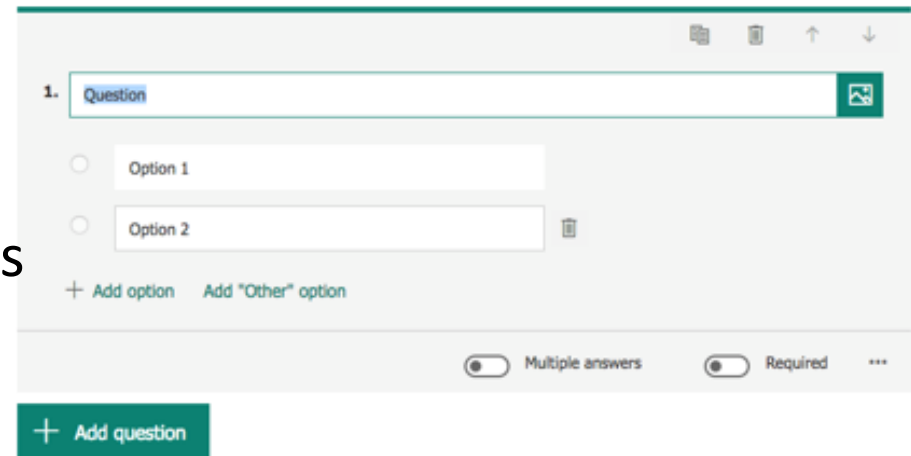 1. Question
Option 1
Option 2
s
+ Add option Add "Other" option
Multiple answers Required ...
+ Add question